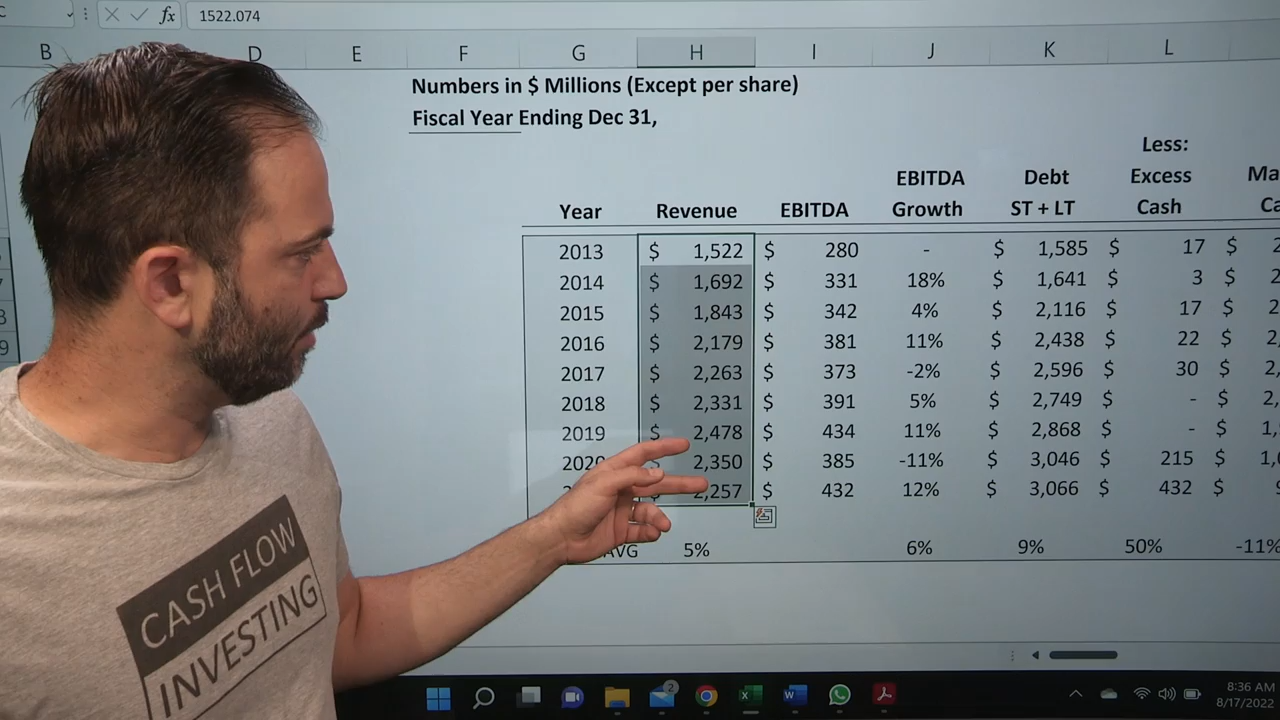 1522.074
B D E F G H I J K L
Numbers in $ Millions (Except per share)
Fiscal Year Ending Dec 31,
Less:
EBITDA Debt Excess
Year Revenue EBITDA Growth ST + LT Cash
2013 $ 1,522 $ 280 - $ 1,585 $ 17 $
2014 $ 1,692 $ 331 18% $ 1,641 $ 3 $
2015 $ 1,843 $ 342 4% $ 2,116 $ 17 $
2016 $ 2,179 $ 381 11% $ 2,438 $ 22 $
2017 $ 2,263 $ 373 -2% $ 2,596 $ 30 $
2018 $ 2,331 $ 391 5% $ 2,749 $ - $
2019 $ 2,478 $ 434 11% $ 2,868 $ - $
2020 $ 2,350 $ 385 -11% $ 3,046 $ 215 $
$ 2,257 $ 432 12% $ 3,066 $ 432 $
AVG 5% 6% 9% 50% -11%
CASH FLOW
INVESTING
2
8:36 AM
8/17/2022